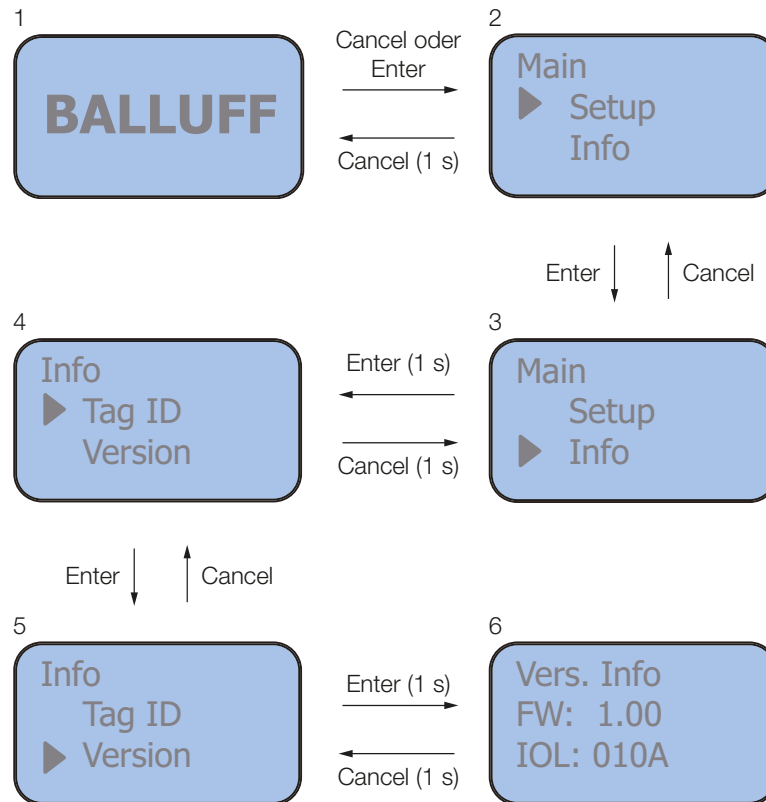 1
BALLUFF
Cancel oder
Enter
Cancel (1 s)
2
Main
Setup
Info
Enter
Cancel
4
Info
Tag ID
Version
Enter (1 s)
Cancel (1 s)
3
Main
Setup
Info
Enter
Cancel
5
Info
Tag ID
Version
Enter (1 s)
Cancel (1 s)
6
Vers. Info
FW: 1.00
IOL: 010A